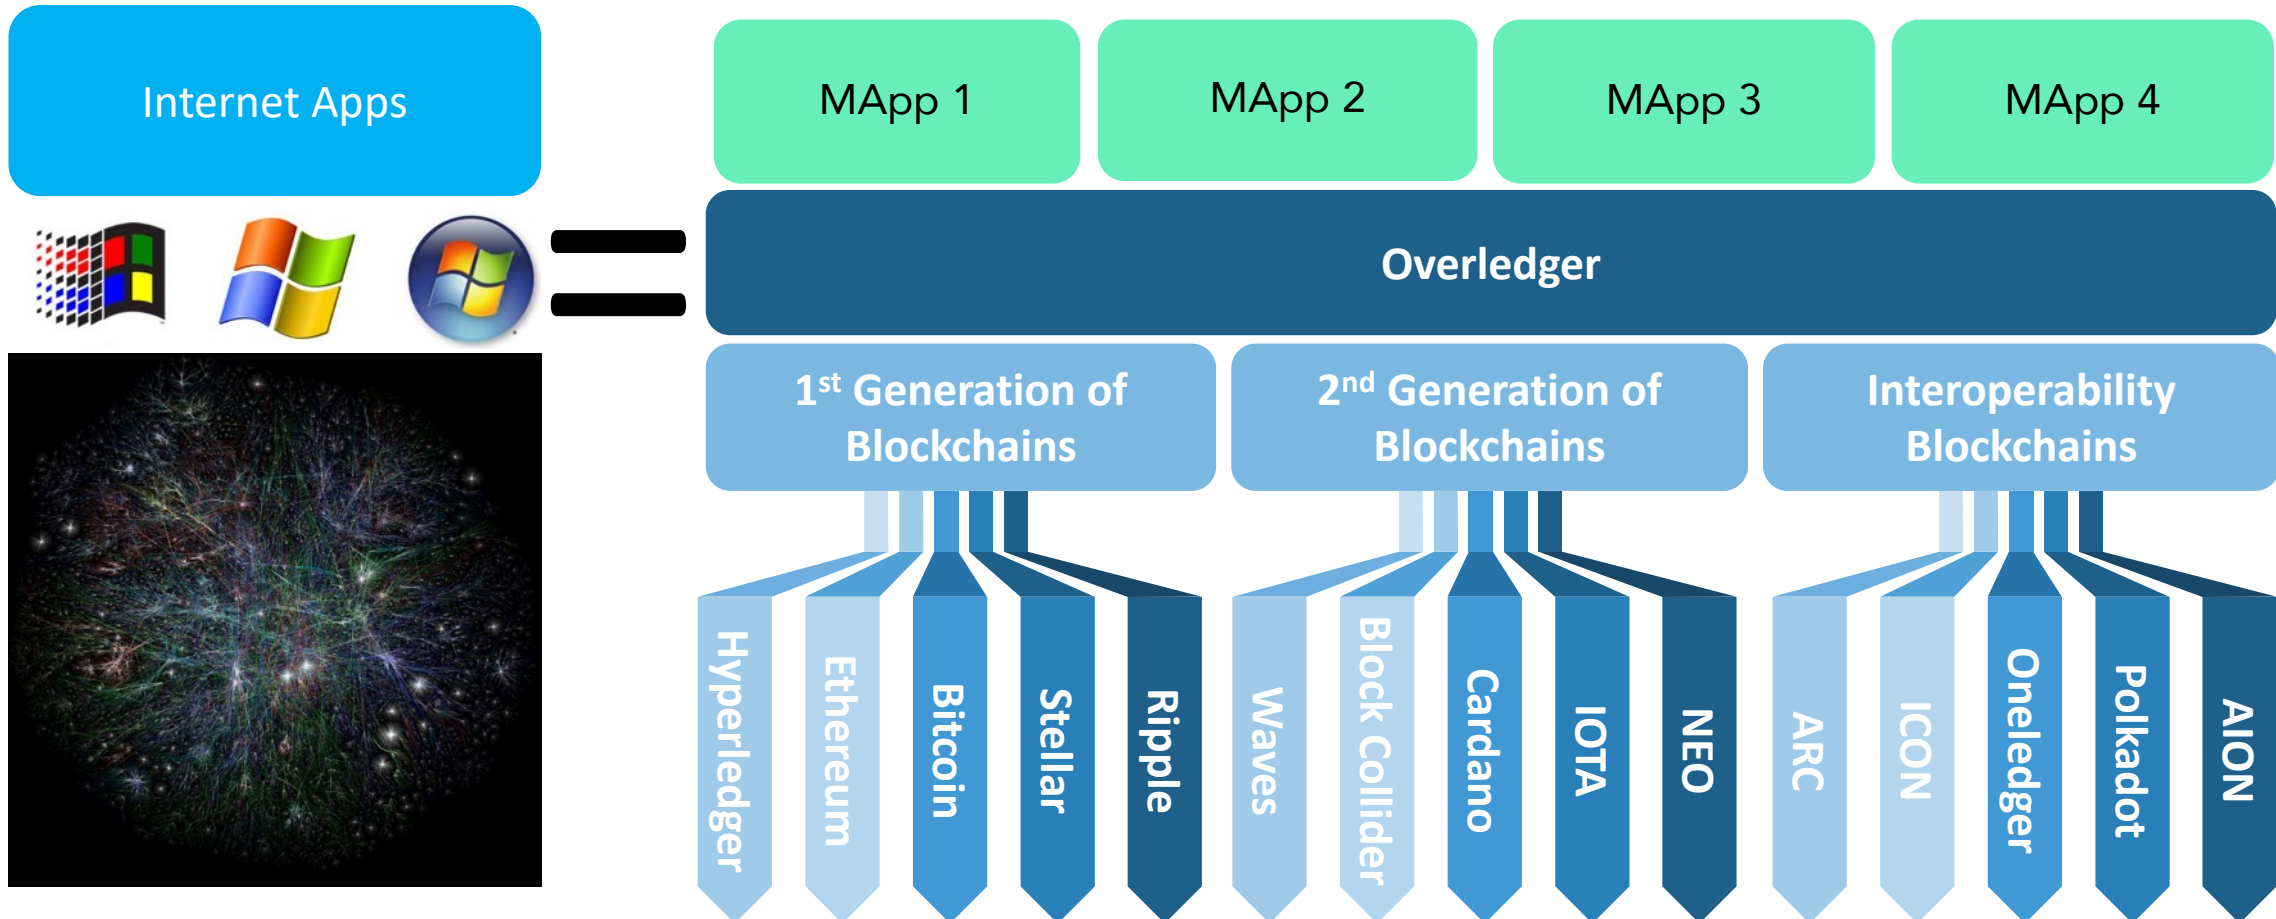 Internet Apps
MApp 1
MApp 2
MApp 3
MApp 4
Overledger
1st Generation of
Blockchains
2nd Generation of
Blockchains
Interoperability
Blockchains
Hyperledger
Ethereum
Bitcoin
Stellar
Ripple
Waves
Block Collider
Cardano
IOTA
NEO
ARC
ICON
Oneledger
Polkadot
AION